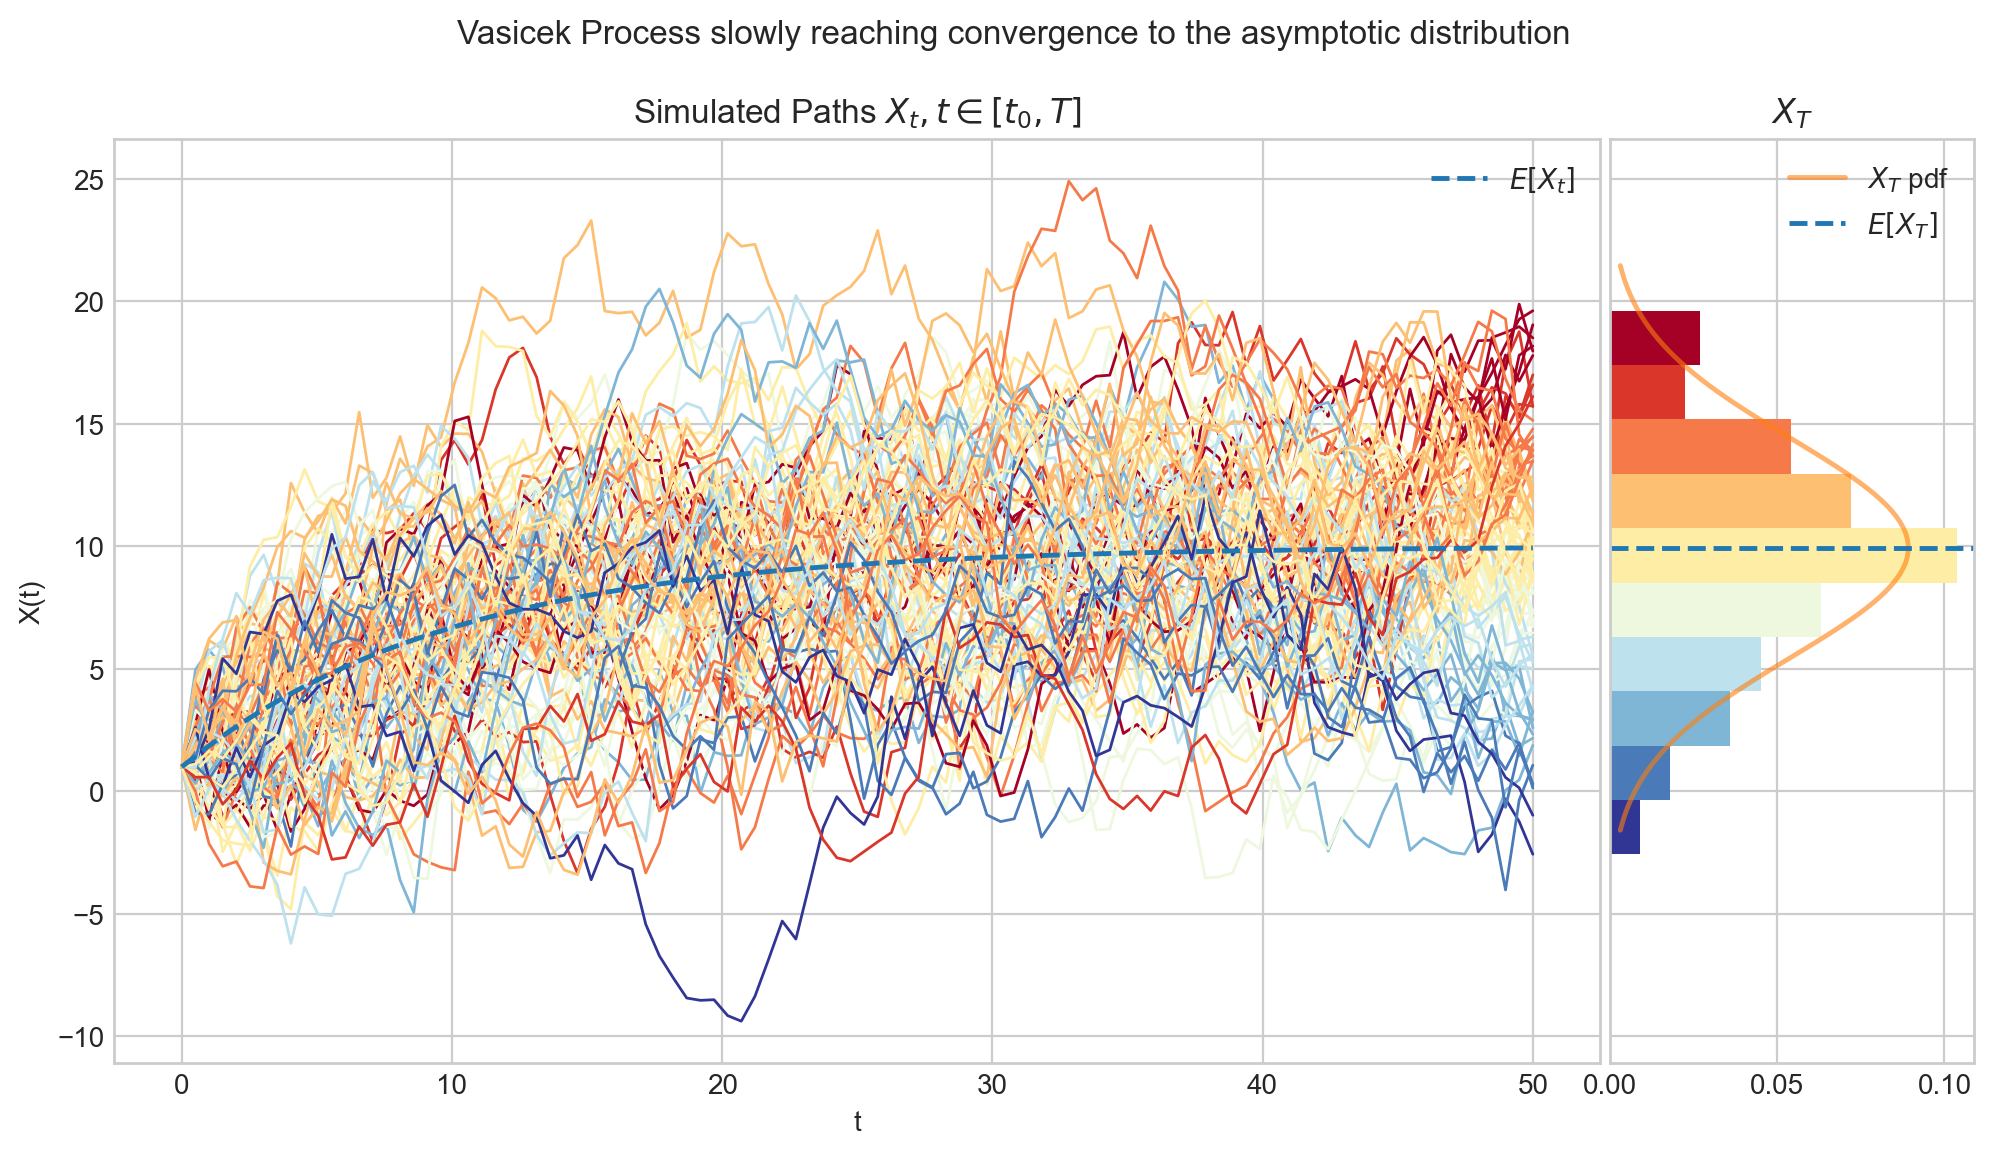 Vasicek Process slowly reaching convergence to the asymptotic distribution
Simulated Paths X_t, t ∈ [t_0, T]
X_T
E[X_t]
X_T pdf
E[X_T]
X(t)
25
20
15
10
5
0
−5
−10
0 10 20 30 40 50
t
0.00 0.05 0.10